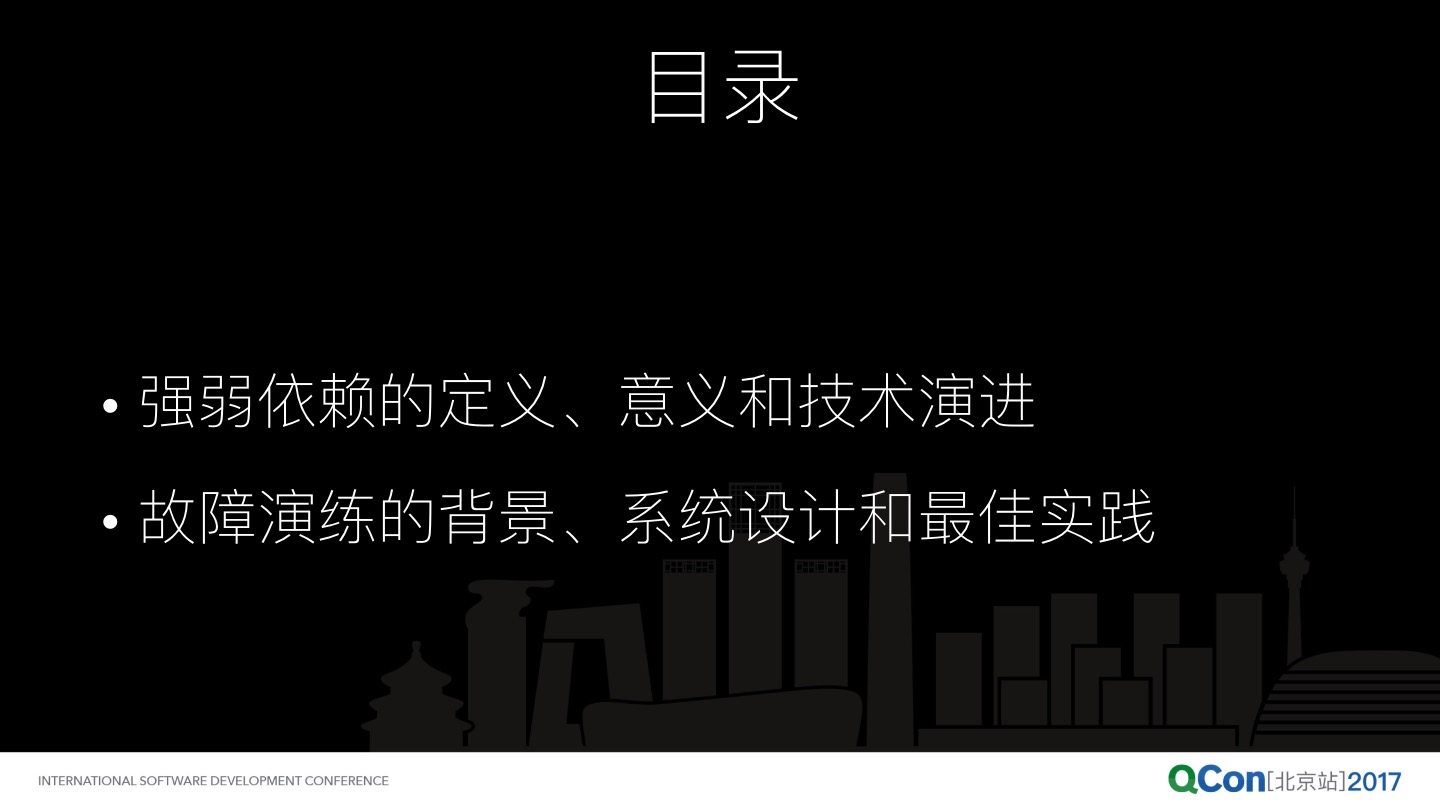 目录
• 强弱依赖的定义、意义和技术演进
• 故障演练的背景、系统设计和最佳实践
INTERNATIONAL SOFTWARE DEVELOPMENT CONFERENCE
QCon[北京站]2017